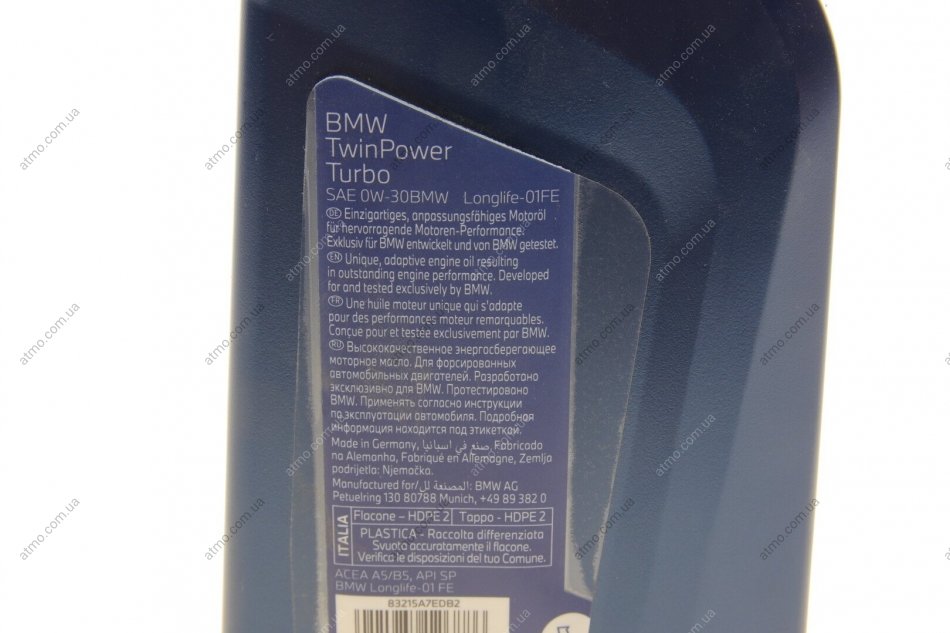 BMW
TwinPower
Turbo
SAE 0W-30BMW Longlife-01FE
DE Einzigartiges, anpassungsfähiges Motoröl
für hervorragende Motoren-Performance.
Exklusiv für BMW entwickelt und von BMW getestet.
EN Unique, adaptive engine oil resulting
in outstanding engine performance. Developed
for and tested exclusively by BMW.
FR Une huile moteur unique qui s'adapte
pour des performances moteur remarquables.
Conçue pour et testée exclusivement par BMW.
RU Высококачественное энергосберегающее
моторное масло. Для форсированных
автомобильных двигателей. Разработано
эксклюзивно для BMW. Протестировано
BMW. Применять согласно инструкции
по эксплуатации автомобиля. Подробная
информация находится под этикеткой.
Made in Germany, صنع في اسبانيا, Fabricado
na Alemanha, Fabriqué en Allemagne, Zemlja
podrijetla: Njemačka.
Manufactured for/المصنعة لل: BMW AG
Petuelring 130 80788 Munich, +49 89 382 0
ITALIA
Flacone – HDPE 2 Tappo - HDPE 2
PLASTICA - Raccolta differenziata
Svuota accuratamente il flacone.
Verifica le disposizioni del tuo Comune.
ACEA A5/B5, API SP
BMW Longlife-01 FE
83215A7EDB2
atmo.com.ua